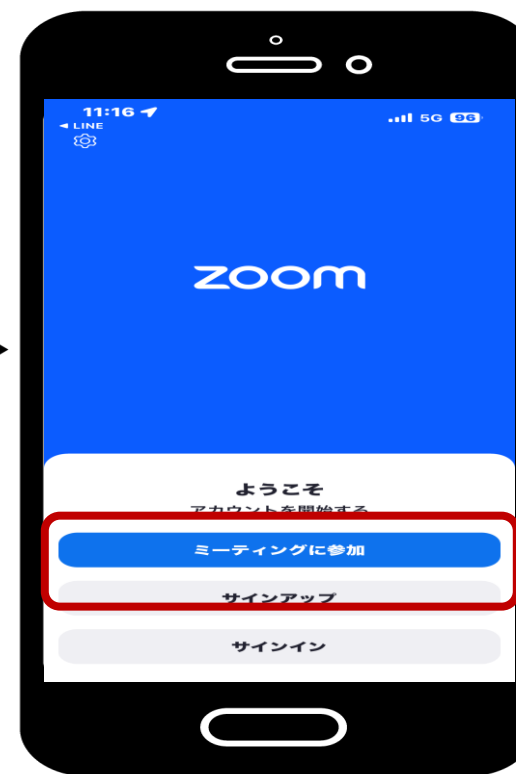 11:16
5G 96
◀ LINE
zoom
ようこそ
アカウントを開始する
ミーティングに参加
サインアップ
サインイン